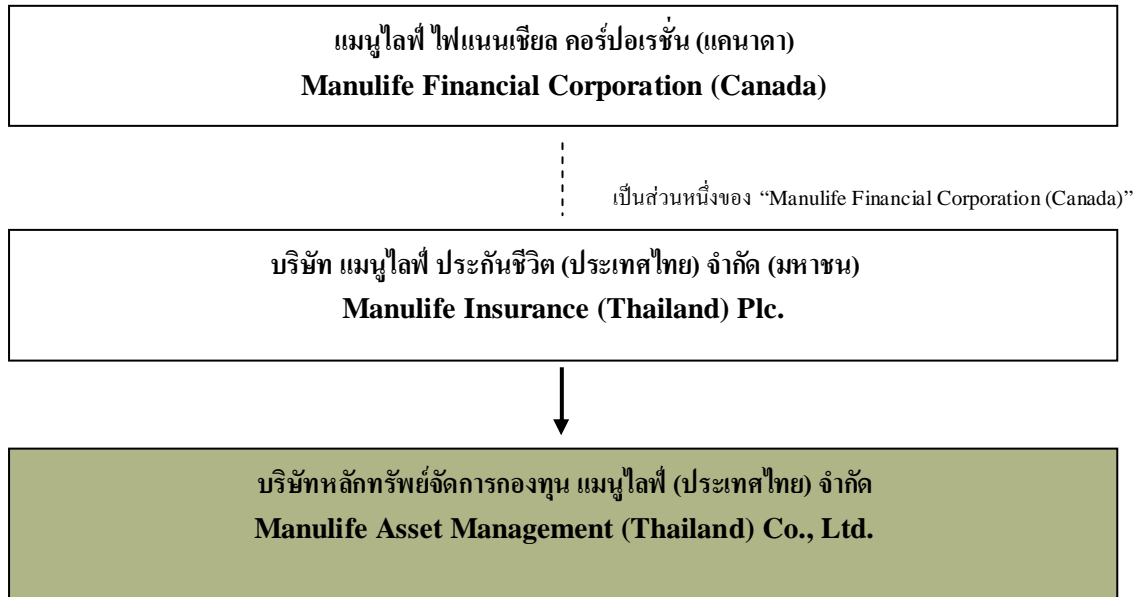 แมนูไลฟ์ ไฟแนนเชียล คอร์ปอเรชั่น (แคนาดา)
Manulife Financial Corporation (Canada)
เป็นส่วนหนึ่งของ “Manulife Financial Corporation (Canada)”
บริษัท แมนูไลฟ์ ประกันชีวิต (ประเทศไทย) จำกัด (มหาชน)
Manulife Insurance (Thailand) Plc.
บริษัทหลักทรัพย์จัดการกองทุน แมนูไลฟ์ (ประเทศไทย) จำกัด
Manulife Asset Management (Thailand) Co., Ltd.